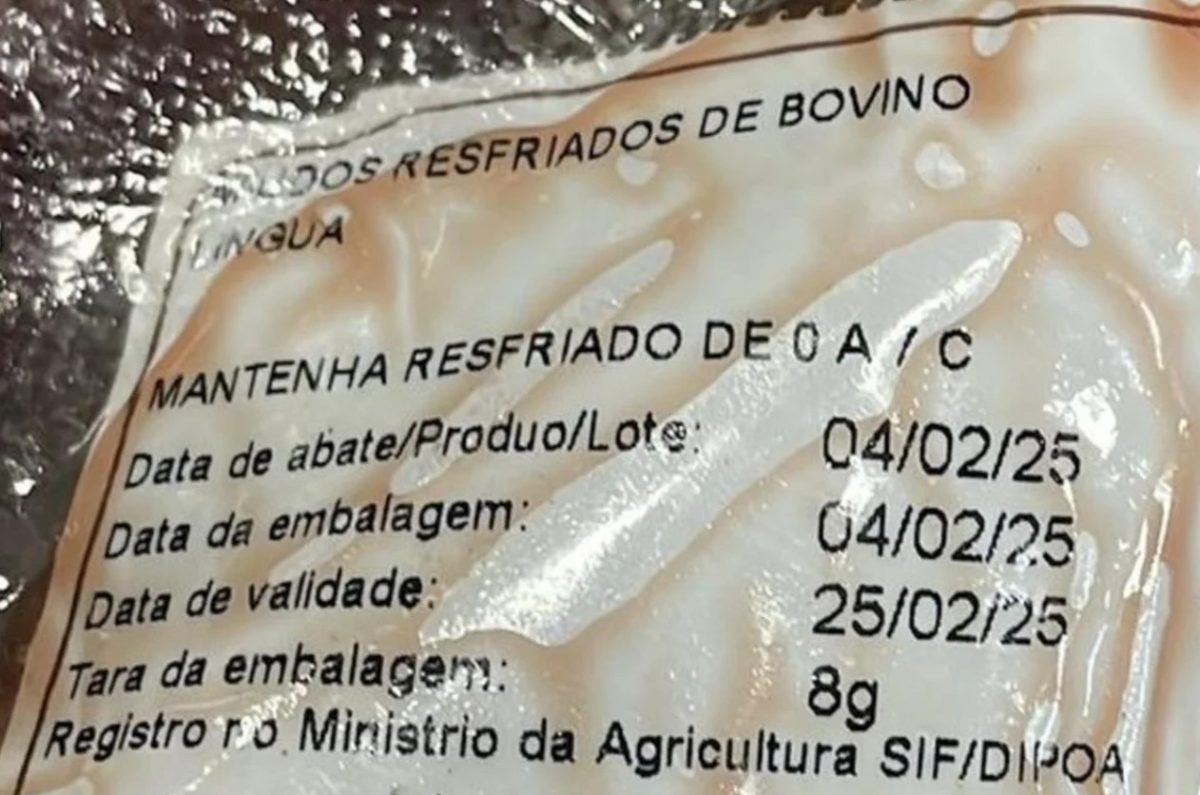 RESFRIADOS DE BOVINO
LINGUA
MANTENHA RESFRIADO DE 0 A / C
Data de abate/Produo/Lote: 04/02/25
Data da embalagem: 04/02/25
Data de validade: 25/02/25
Tara da embalagem: 8g
Registro no Ministrio da Agricultura SIF/DIPOA